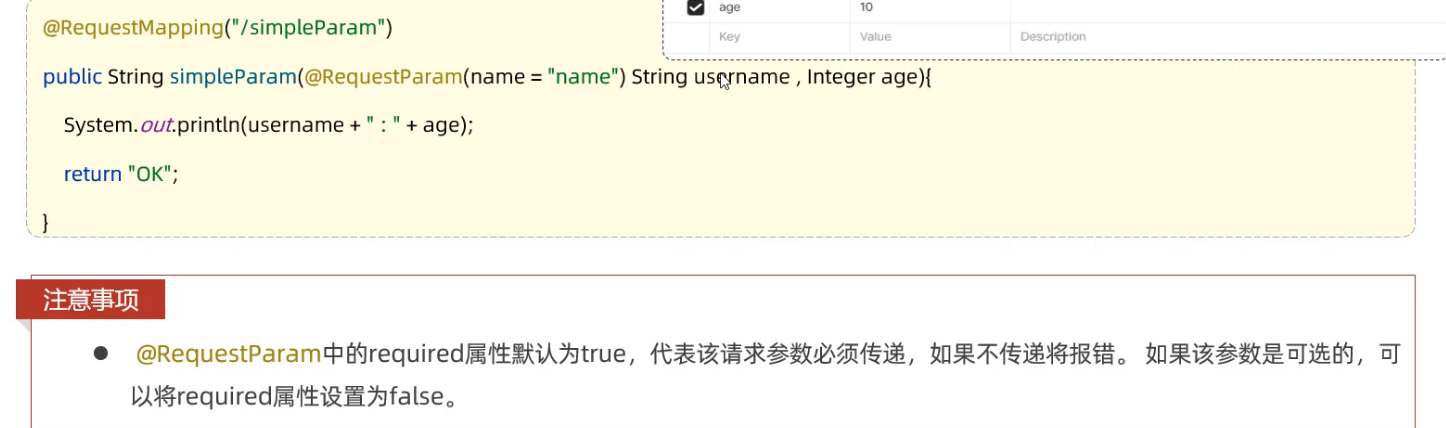 age 10
@RequestMapping("/simpleParam")
Key Value Description
public String simpleParam(@RequestParam(name = "name") String username , Integer age){
System.out.println(username + " : " + age);
return "OK";
}
注意事项
● @RequestParam中的required属性默认为true，代表该请求参数必须传递，如果不传递将报错。 如果该参数是可选的，可
以将required属性设置为false。